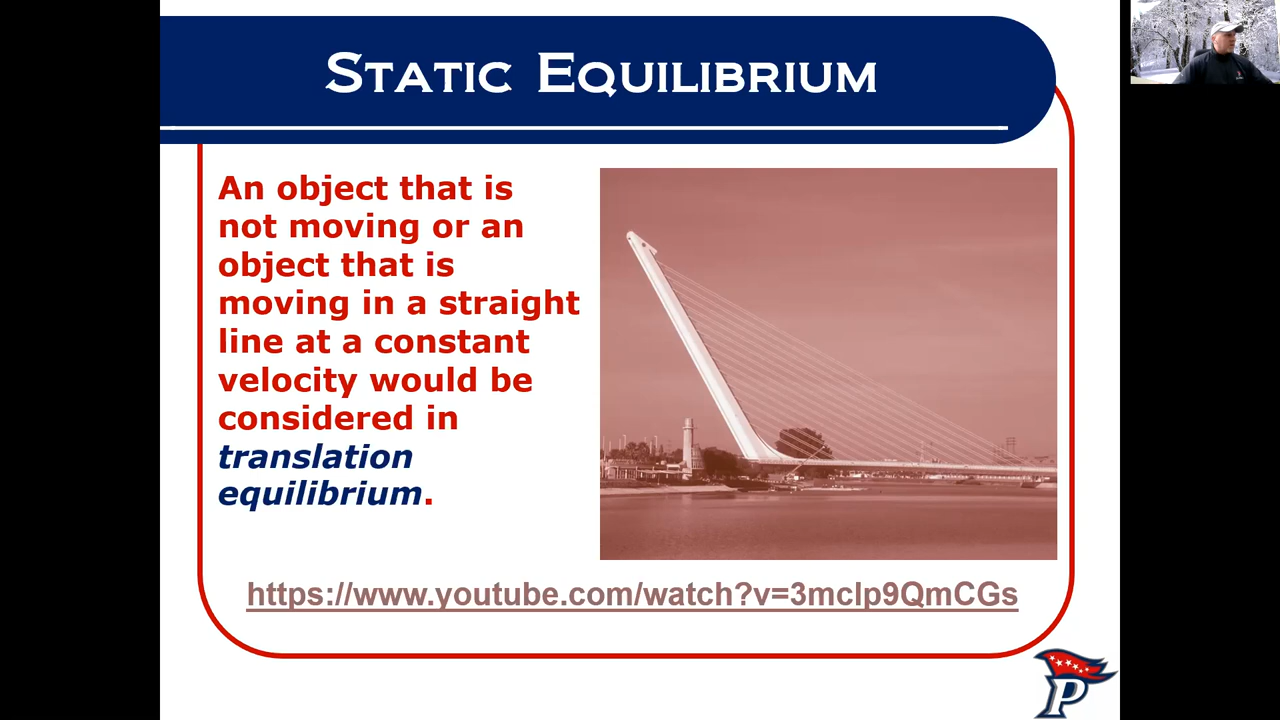 STATIC EQUILIBRIUM
An object that is
not moving or an
object that is
moving in a straight
line at a constant
velocity would be
considered in
translation
equilibrium.
https://www.youtube.com/watch?v=3mcIp9QmCGs
P